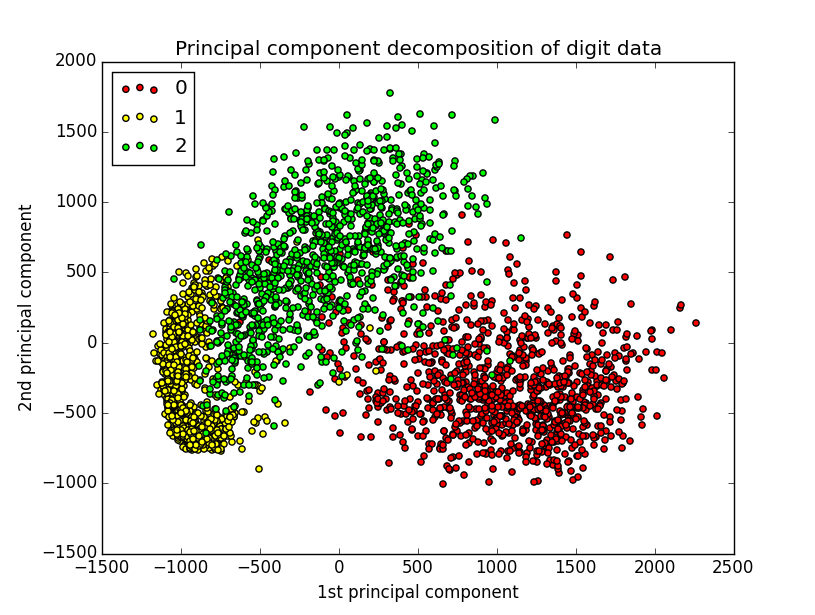 Principal component decomposition of digit data
2000
1500
1000
500
0
−500
−1000
−1500
2nd principal component
0
1
2
−1500 −1000 −500 0 500 1000 1500 2000 2500
1st principal component